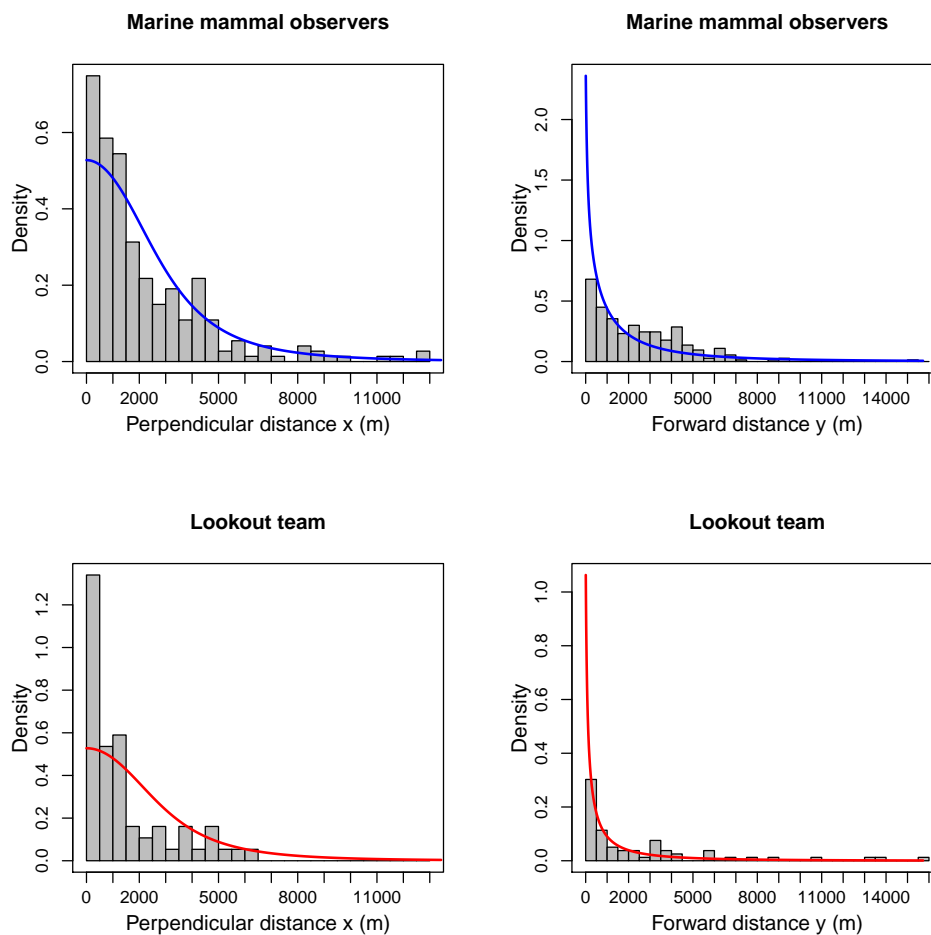 Marine mammal observers
Density
0.0 0.2 0.4 0.6
0 2000 5000 8000 11000
Perpendicular distance x (m)
Marine mammal observers
Density
0.0 0.5 1.0 1.5 2.0
0 2000 5000 8000 11000 14000
Forward distance y (m)
Lookout team
Density
0.0 0.2 0.4 0.6 0.8 1.0 1.2
0 2000 5000 8000 11000
Perpendicular distance x (m)
Lookout team
Density
0.0 0.2 0.4 0.6 0.8 1.0
0 2000 5000 8000 11000 14000
Forward distance y (m)